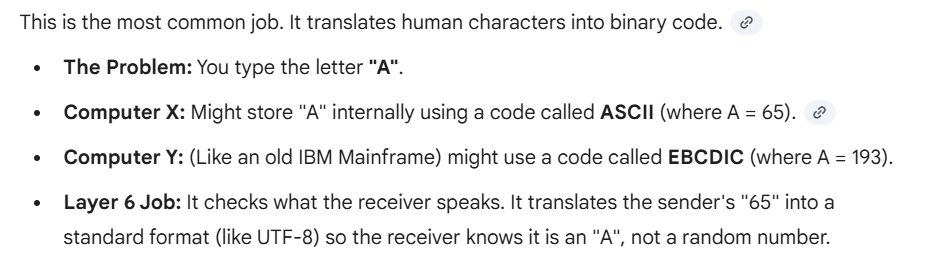 This is the most common job. It translates human characters into binary code.
• The Problem: You type the letter "A".
• Computer X: Might store "A" internally using a code called ASCII (where A = 65).
• Computer Y: (Like an old IBM Mainframe) might use a code called EBCDIC (where A = 193).
• Layer 6 Job: It checks what the receiver speaks. It translates the sender's "65" into a
standard format (like UTF-8) so the receiver knows it is an "A", not a random number.